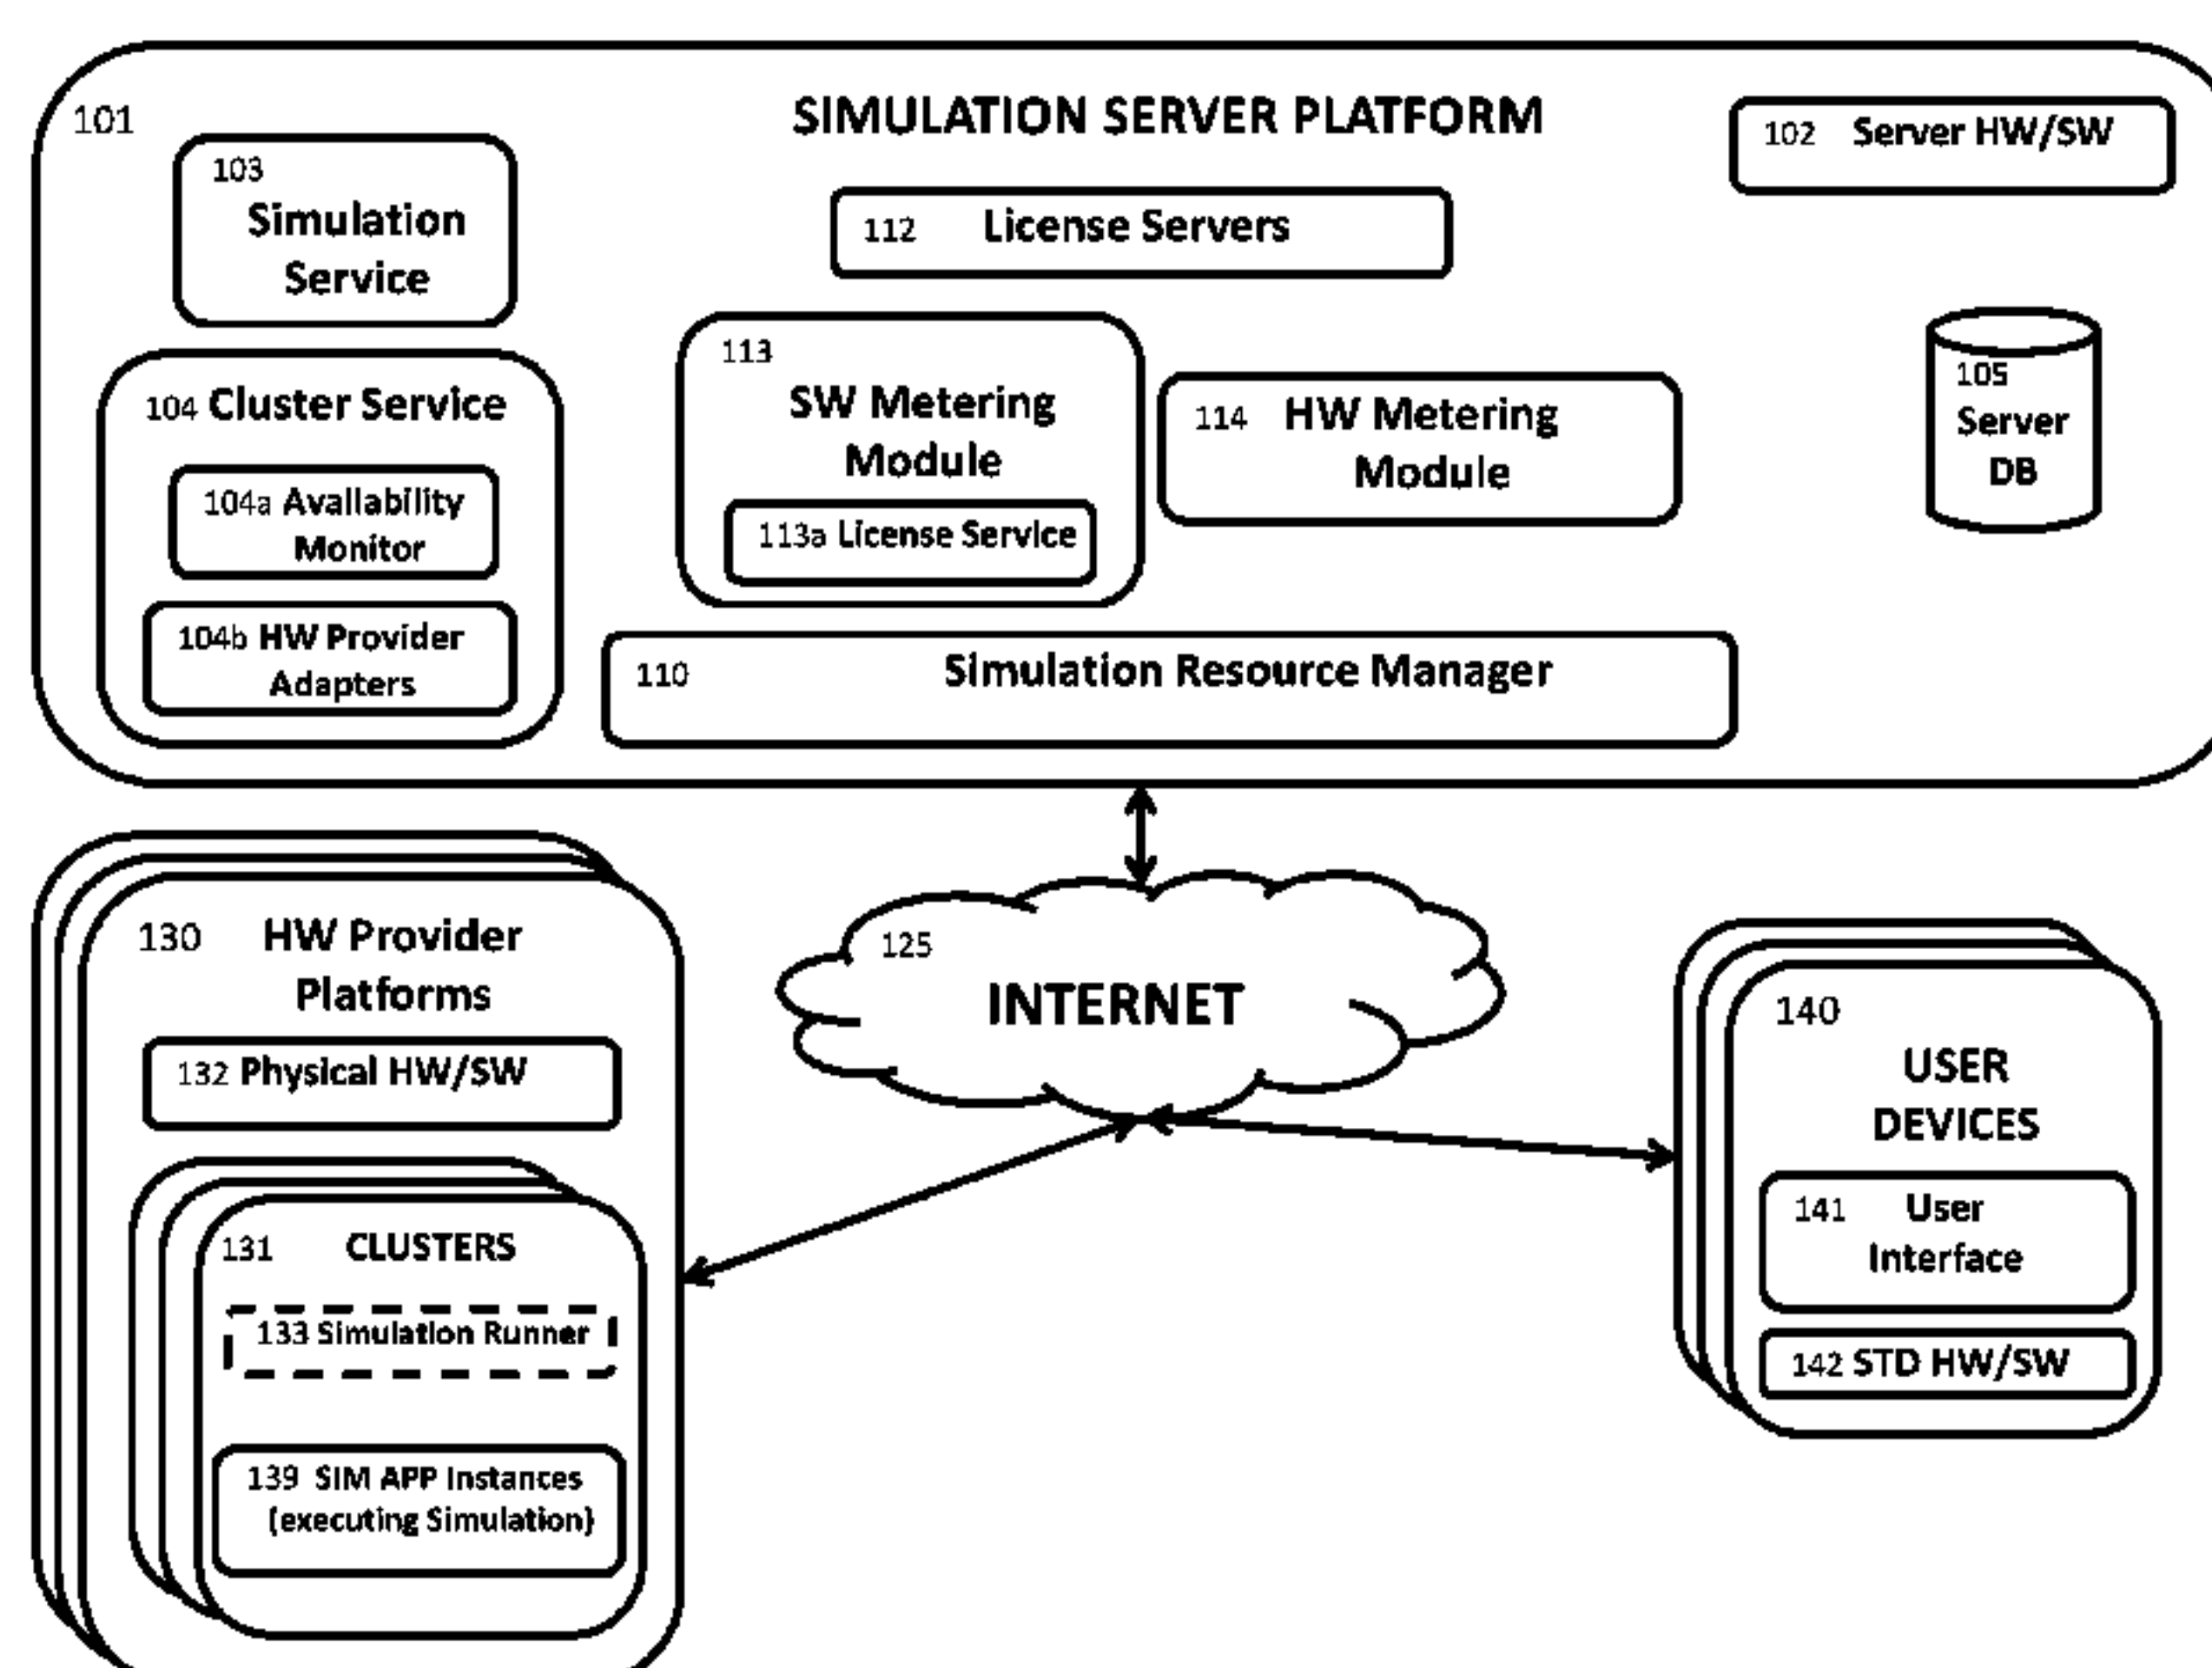 101
SIMULATION SERVER PLATFORM
102 Server HW/SW
103
Simulation
Service
112 License Servers
104 Cluster Service
104a Availability
Monitor
104b HW Provider
Adapters
113
SW Metering
Module
113a License Service
114 HW Metering
Module
105
Server
DB
110 Simulation Resource Manager
130 HW Provider
Platforms
132 Physical HW/SW
131 CLUSTERS
133 Simulation Runner
139 SIM APP Instances
(executing Simulation)
125
INTERNET
140
USER
DEVICES
141 User
Interface
142 STD HW/SW